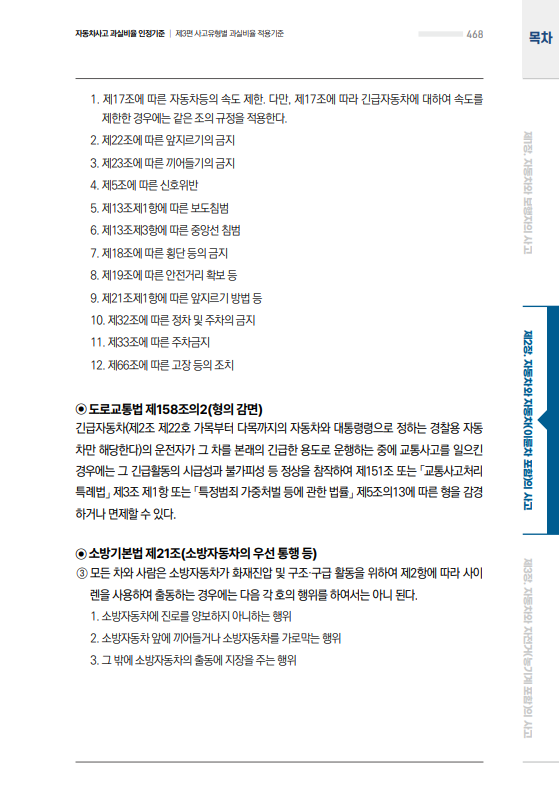 자동차사고 과실비율 인정기준 | 제3편 사고유형별 과실비율 적용기준
468
목차
1. 제17조에 따른 자동차등의 속도 제한. 다만, 제17조에 따라 긴급자동차에 대하여 속도를
제한한 경우에는 같은 조의 규정을 적용한다.
2. 제22조에 따른 앞지르기의 금지
3. 제23조에 따른 끼어들기의 금지
4. 제5조에 따른 신호위반
5. 제13조제1항에 따른 보도침범
6. 제13조제3항에 따른 중앙선 침범
7. 제18조에 따른 횡단 등의 금지
8. 제19조에 따른 안전거리 확보 등
9. 제21조제1항에 따른 앞지르기 방법 등
10. 제32조에 따른 정차 및 주차의 금지
11. 제33조에 따른 주차금지
12. 제66조에 따른 고장 등의 조치
◉ 도로교통법 제158조의2(형의 감면)
긴급자동차(제2조 제22호 가목부터 다목까지의 자동차와 대통령령으로 정하는 경찰용 자동
차만 해당한다)의 운전자가 그 차를 본래의 긴급한 용도로 운행하는 중에 교통사고를 일으킨
경우에는 그 긴급활동의 시급성과 불가피성 등 정상을 참작하여 제151조 또는 「교통사고처리
특례법」 제3조 제1항 또는 「특정범죄 가중처벌 등에 관한 법률」 제5조의13에 따른 형을 감경
하거나 면제할 수 있다.
◉ 소방기본법 제21조(소방자동차의 우선 통행 등)
③ 모든 차와 사람은 소방자동차가 화재진압 및 구조·구급 활동을 위하여 제2항에 따라 사이
렌을 사용하여 출동하는 경우에는 다음 각 호의 행위를 하여서는 아니 된다.
1. 소방자동차에 진로를 양보하지 아니하는 행위
2. 소방자동차 앞에 끼어들거나 소방자동차를 가로막는 행위
3. 그 밖에 소방자동차의 출동에 지장을 주는 행위
제1장. 자동차와 보행자의 사고
제2장. 자동차와 자동차(이륜차 포함)의 사고
제3장. 자동차와 자전거(농기계 포함)의 사고